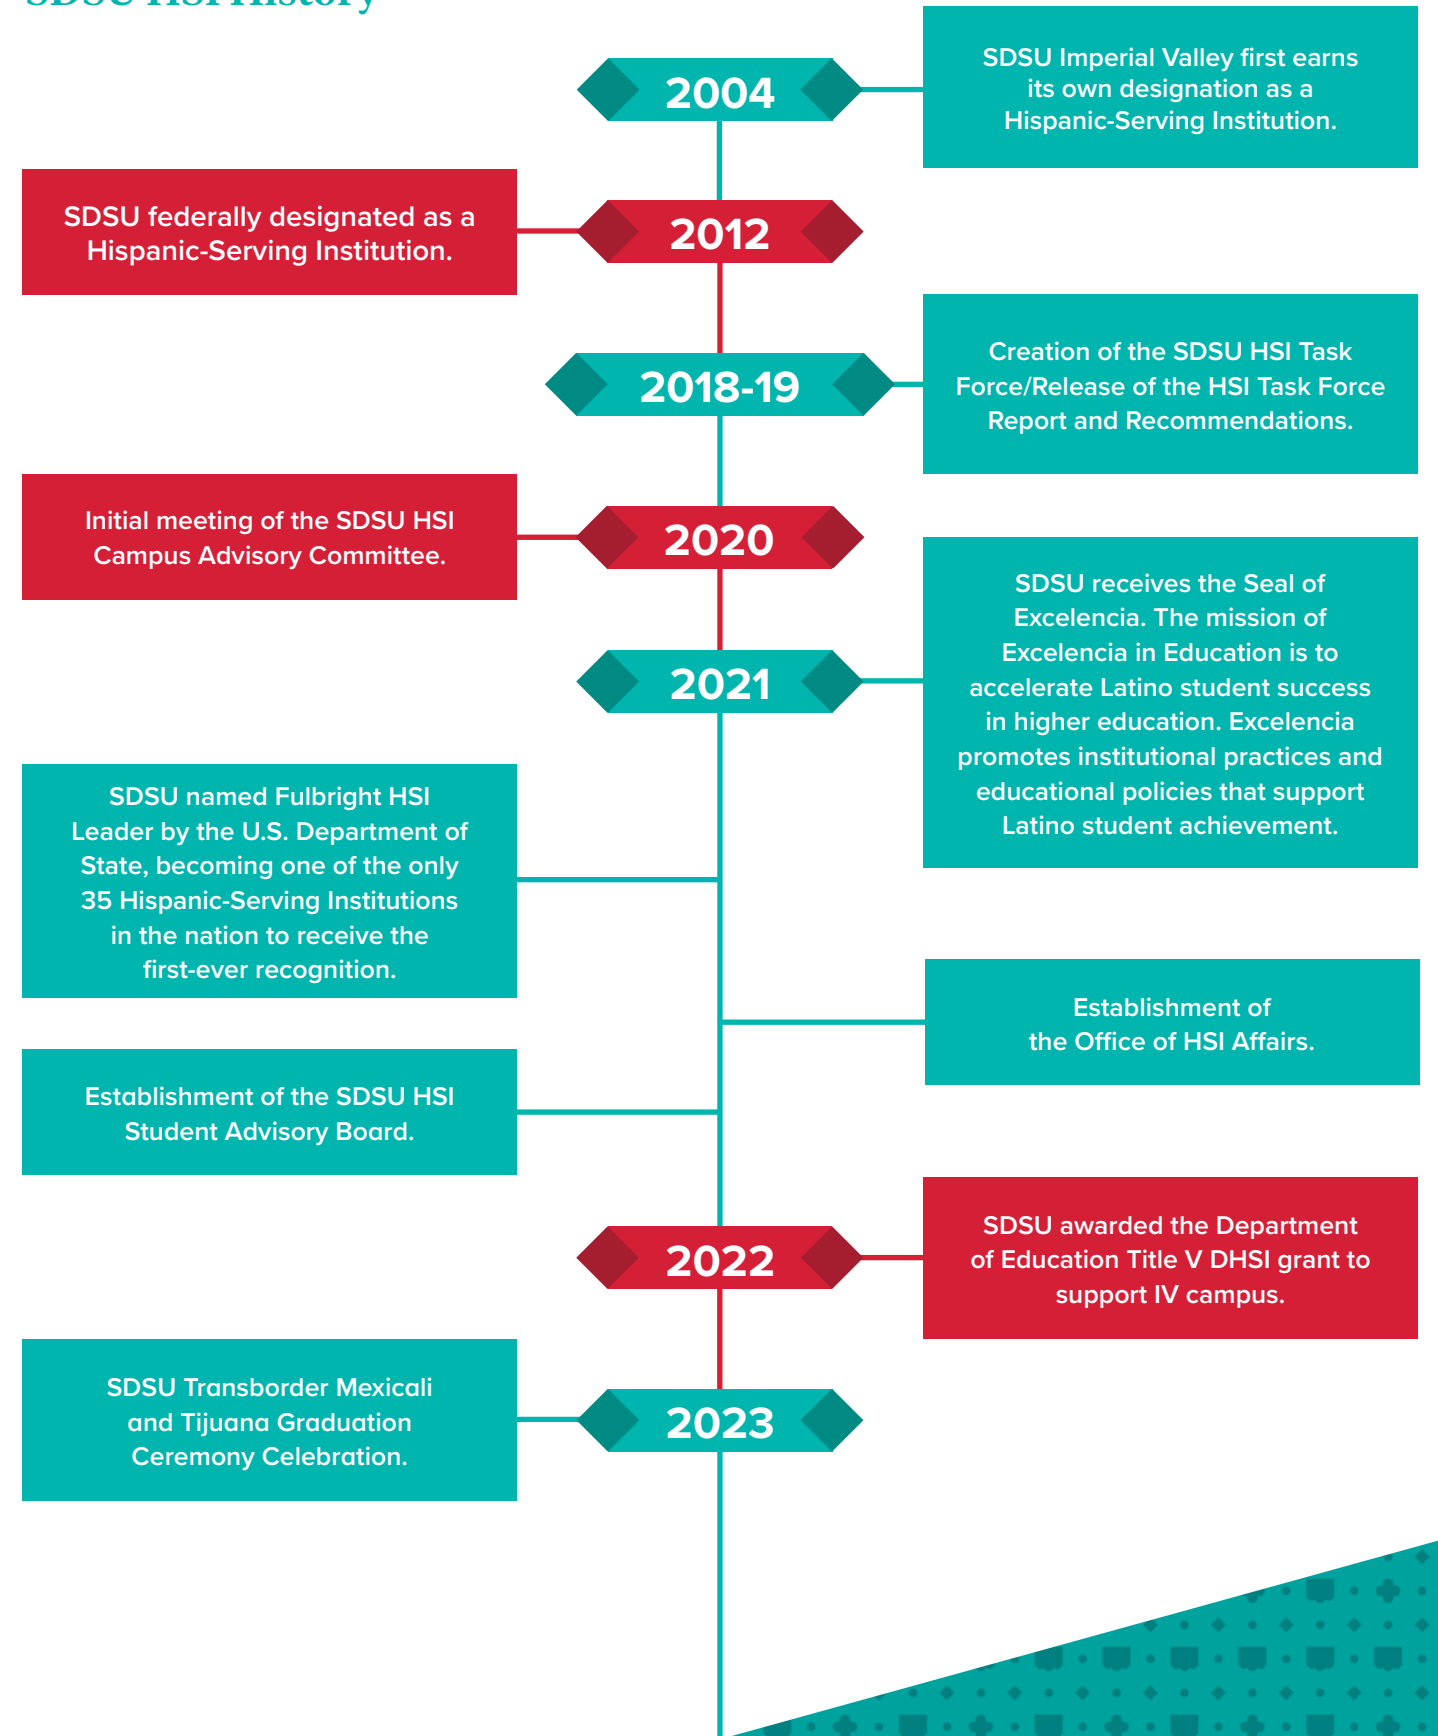 SDSU HSI History
2004
SDSU Imperial Valley first earns
its own designation as a
Hispanic-Serving Institution.
SDSU federally designated as a
Hispanic-Serving Institution.
2012
2018-19
Creation of the SDSU HSI Task
Force/Release of the HSI Task Force
Report and Recommendations.
Initial meeting of the SDSU HSI
Campus Advisory Committee.
2020
2021
SDSU receives the Seal of
Excelencia. The mission of
Excelencia in Education is to
accelerate Latino student success
in higher education. Excelencia
promotes institutional practices and
educational policies that support
Latino student achievement.
SDSU named Fulbright HSI
Leader by the U.S. Department of
State, becoming one of the only
35 Hispanic-Serving Institutions
in the nation to receive the
first-ever recognition.
Establishment of
the Office of HSI Affairs.
Establishment of the SDSU HSI
Student Advisory Board.
2022
SDSU awarded the Department
of Education Title V DHSI grant to
support IV campus.
SDSU Transborder Mexicali
and Tijuana Graduation
Ceremony Celebration.
2023